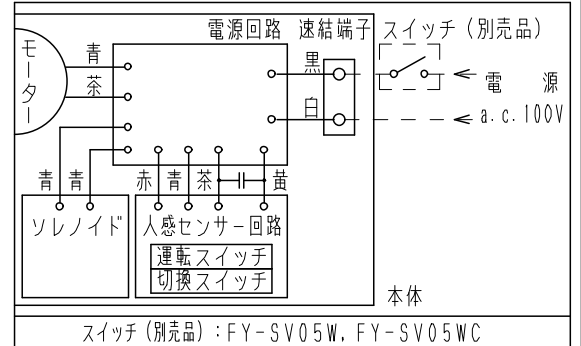 電源回路 速結端子 スイッチ（別売品）
モーター
青
茶
黒
白
電源
a.c.100V
青 青 赤 青 茶 黄
ソレノイド
人感センサー回路
運転スイッチ
切換スイッチ
本体
スイッチ（別売品）：FY-SV05W, FY-SV05WC